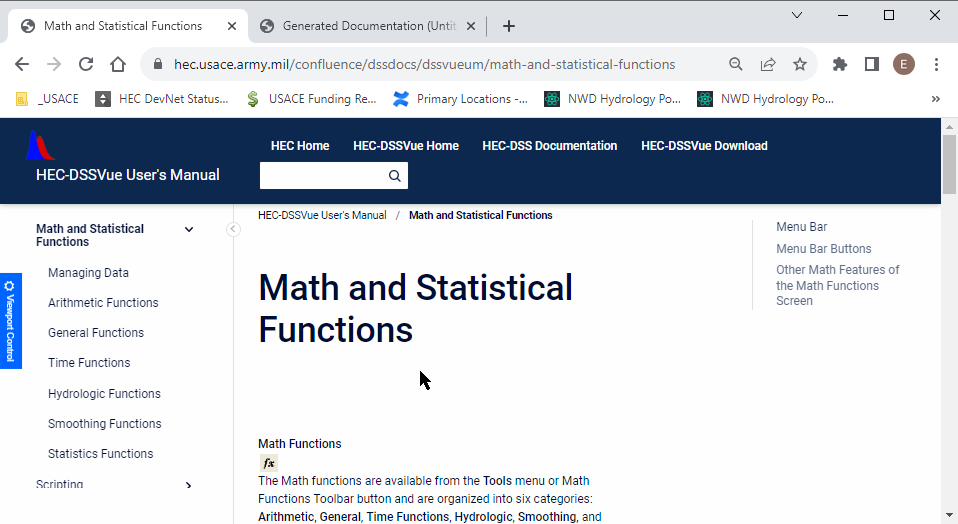 Math and Statistical Functions
Generated Documentation (Untit
hec.usace.army.mil/confluence/dssdocs/dssvueum/math-and-statistical-functions
E
_USACE
HEC DevNet Status...
USACE Funding Re...
Primary Locations -...
NWD Hydrology Po...
NWD Hydrology Po...
HEC Home
HEC-DSSVue Home
HEC-DSS Documentation
HEC-DSSVue Download
HEC-DSSVue User's Manual
HEC-DSSVue User's Manual / Math and Statistical Functions
Math and Statistical
Functions
Managing Data
Arithmetic Functions
General Functions
Time Functions
Hydrologic Functions
Smoothing Functions
Statistics Functions
Scripting
Viewport Control
Math and Statistical
Functions
Math Functions
fx
The Math functions are available from the Tools menu or Math
Functions Toolbar button and are organized into six categories:
Arithmetic, General, Time Functions, Hydrologic, Smoothing, and
Menu Bar
Menu Bar Buttons
Other Math Features of
the Math Functions
Screen